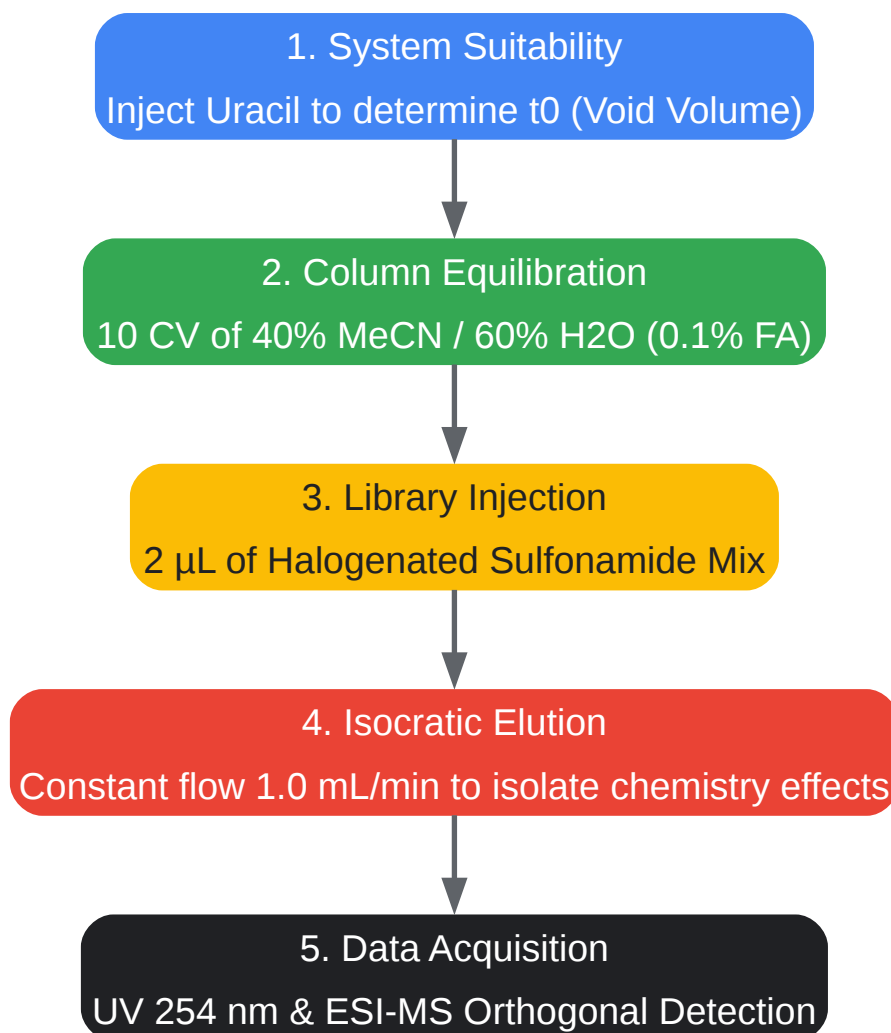 1. System Suitability
Inject Uracil to determine t0 (Void Volume)
2. Column Equilibration
10 CV of 40% MeCN / 60% H2O (0.1% FA)
3. Library Injection
2 µL of Halogenated Sulfonamide Mix
4. Isocratic Elution
Constant flow 1.0 mL/min to isolate chemistry effects
5. Data Acquisition
UV 254 nm & ESI-MS Orthogonal Detection